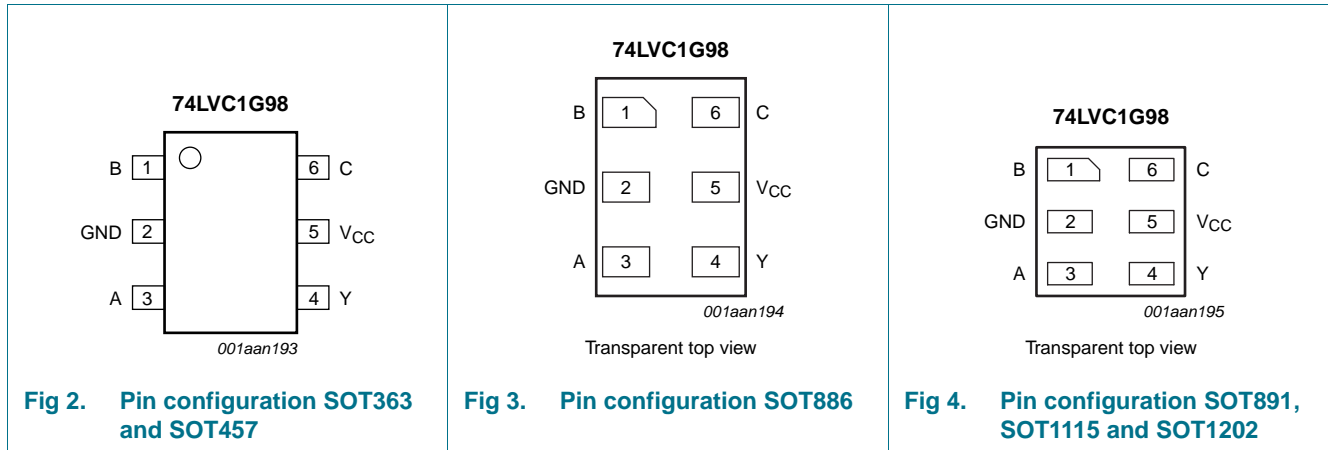 74LVC1G98
B 1 6 C
GND 2 5 VCC
A 3 4 Y
001aan193
Fig 2. Pin configuration SOT363
and SOT457
74LVC1G98
B 1 6 C
GND 2 5 VCC
A 3 4 Y
001aan194
Transparent top view
Fig 3. Pin configuration SOT886
74LVC1G98
B 1 6 C
GND 2 5 VCC
A 3 4 Y
001aan195
Transparent top view
Fig 4. Pin configuration SOT891,
SOT1115 and SOT1202